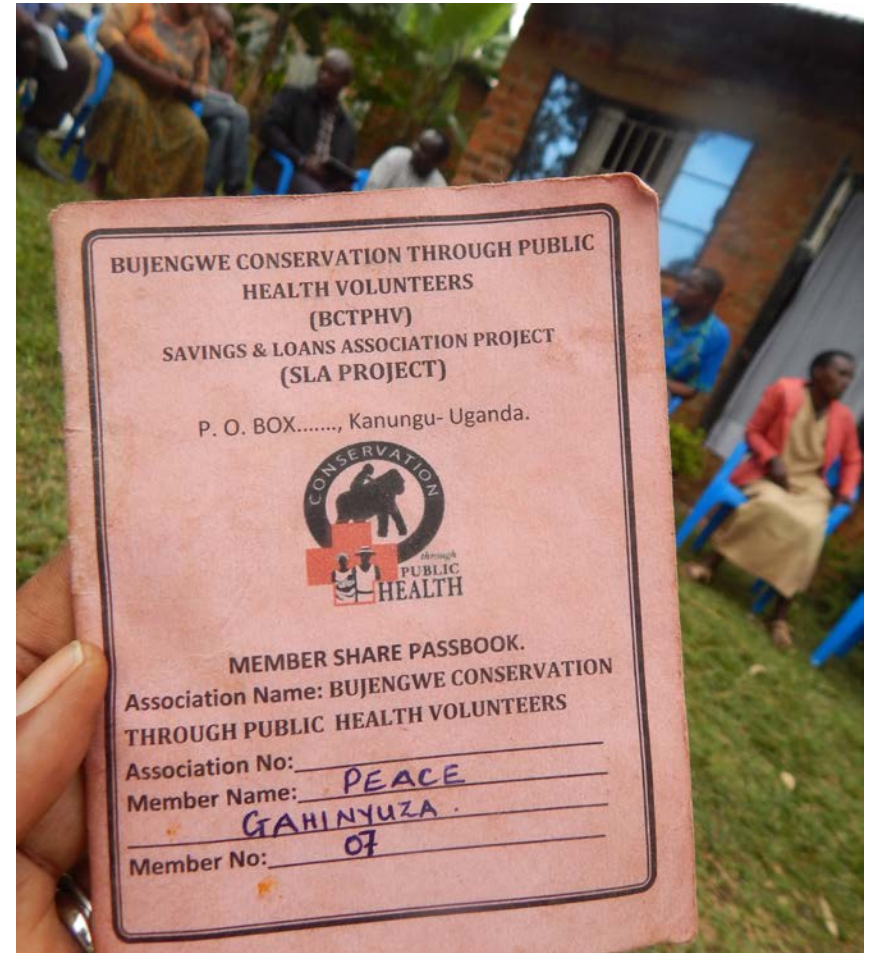 BUJENGWE CONSERVATION THROUGH PUBLIC
HEALTH VOLUNTEERS
(BCTPHV)
SAVINGS & LOANS ASSOCIATION PROJECT
(SLA PROJECT)
P. O. BOX......., Kanungu- Uganda.
CONSERVATION
through
PUBLIC
HEALTH
MEMBER SHARE PASSBOOK.
Association Name: BUJENGWE CONSERVATION
THROUGH PUBLIC HEALTH VOLUNTEERS
Association No:
Member Name: PEACE
GAHINYUZA.
Member No: 07